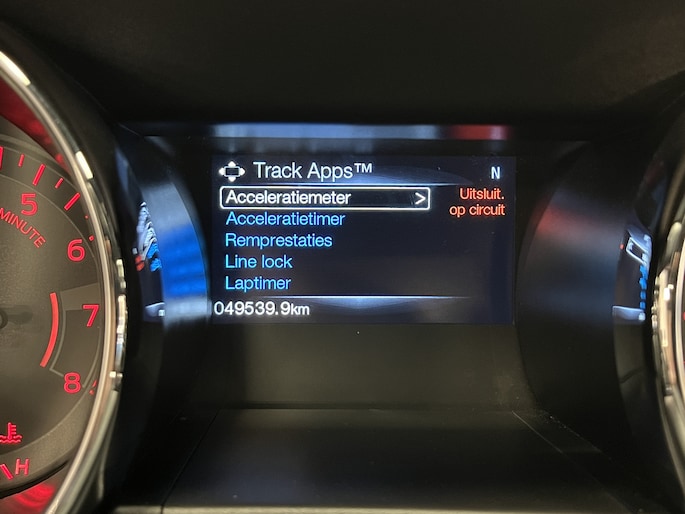 Track Apps™
N
Acceleratiemeter >
Uitsluit.
op circuit
Acceleratietimer
Remprestaties
Line lock
Laptimer
049539.9km
5
6
7
8
MINUTE
H